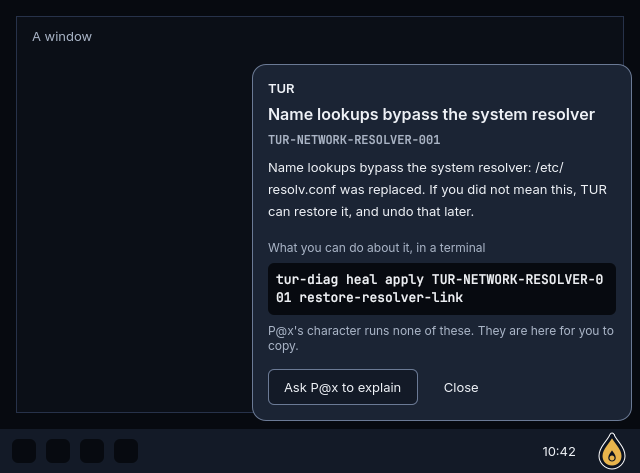 A window
TUR
Name lookups bypass the system resolver
TUR-NETWORK-RESOLVER-001
Name lookups bypass the system resolver: /etc/
resolv.conf was replaced. If you did not mean this, TUR
can restore it, and undo that later.
What you can do about it, in a terminal
tur-diag heal apply TUR-NETWORK-RESOLVER-0
01 restore-resolver-link
P@x's character runs none of these. They are here for you to
copy.
Ask P@x to explain
Close
10:42